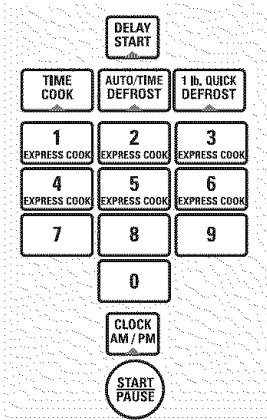 DELAY
START
TIME AUTO/TIME 1 lb. QUICK
COOK DEFROST DEFROST
1 2 3
EXPRESS COOK EXPRESS COOK EXPRESS COOK
4 5 6
EXPRESS COOK EXPRESS COOK EXPRESS COOK
7 8 9
0
CLOCK
AM / PM
START
PAUSE